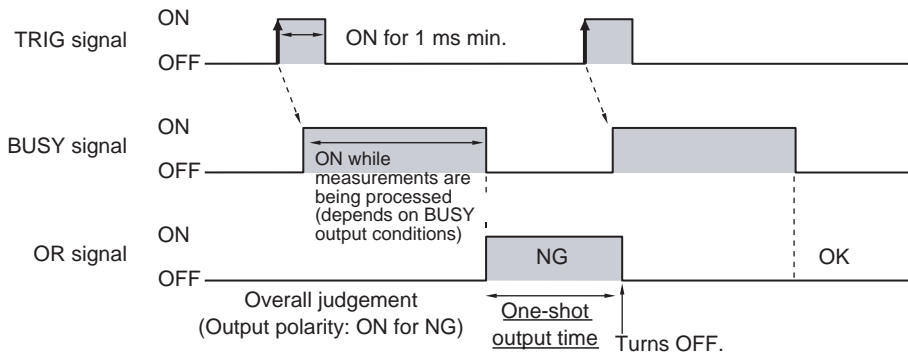 ON
TRIG signal
ON for 1 ms min.
OFF
ON
BUSY signal
OFF
ON while
measurements are
being processed
(depends on BUSY
output conditions)
ON
OR signal
NG
OK
OFF
Overall judgement
(Output polarity: ON for NG)
One-shot
output time
Turns OFF.